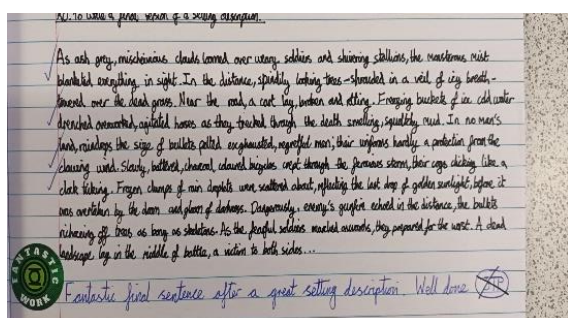 L.O. To write a final version of a setting description.
As ash grey, mischievous clouds loomed over weary soldiers and shivering stallions, the monstrous mist
blanketed everything in sight. In the distance, spindly looking trees - shrouded in a veil of icy breath -
towered over the dead grass. Near the road, a cart lay, broken and rotting. Freezing buckets of ice cold water
drenched overworked, agitated horses as they trecked through the death smelling, squelchy mud. In no man's
land, raindrops the size of bullets pelted exhausted, regretful men; their uniforms hardly a protection from the
clawing wind. Slowly, battered, charcoal coloured bicycles crept through the ferocious storm, their cogs clicking like a
clock ticking. Frozen clumps of rain droplets were scattered about, reflecting the last drop of golden sunlight, before it
was overtaken by the doom and gloom of darkness. Dangerously, enemy's gunfire echoed in the distance, the bullets
richening off trees as bony as skeletons. As the fearful soldiers marched onwards, they prepared for the worst. A dead
landscape lay in the middle of battle, a victim to both sides...
FANTASTIC WORK
Fantastic final sentence after a great setting description. Well done